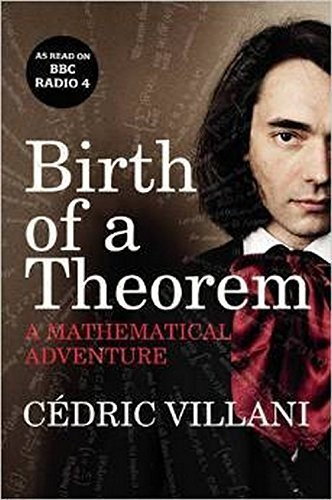 AS READ ON
BBC
RADIO 4
Birth
of a
Theorem
A MATHEMATICAL
ADVENTURE
CÉDRIC VILLANI